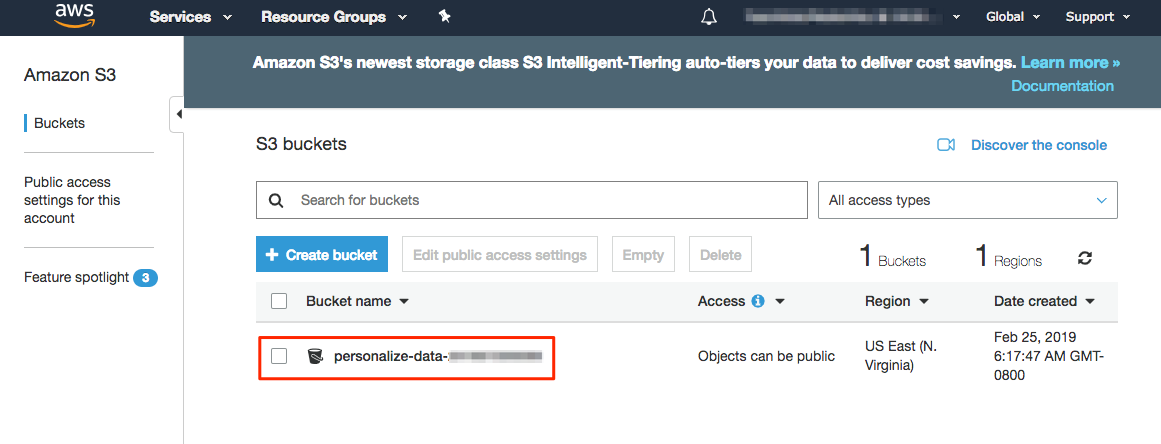 aws Services Resource Groups Global Support
Amazon S3's newest storage class S3 Intelligent-Tiering auto-tiers your data to deliver cost savings. Learn more »
Documentation
Amazon S3
Buckets
Public access
settings for this
account
Feature spotlight 3
S3 buckets
Discover the console
Search for buckets
All access types
+ Create bucket
Edit public access settings
Empty
Delete
1 Buckets
1 Regions
Bucket name
Access
Region
Date created
personalize-data-
Objects can be public
US East (N.
Virginia)
Feb 25, 2019
6:17:47 AM GMT-
0800